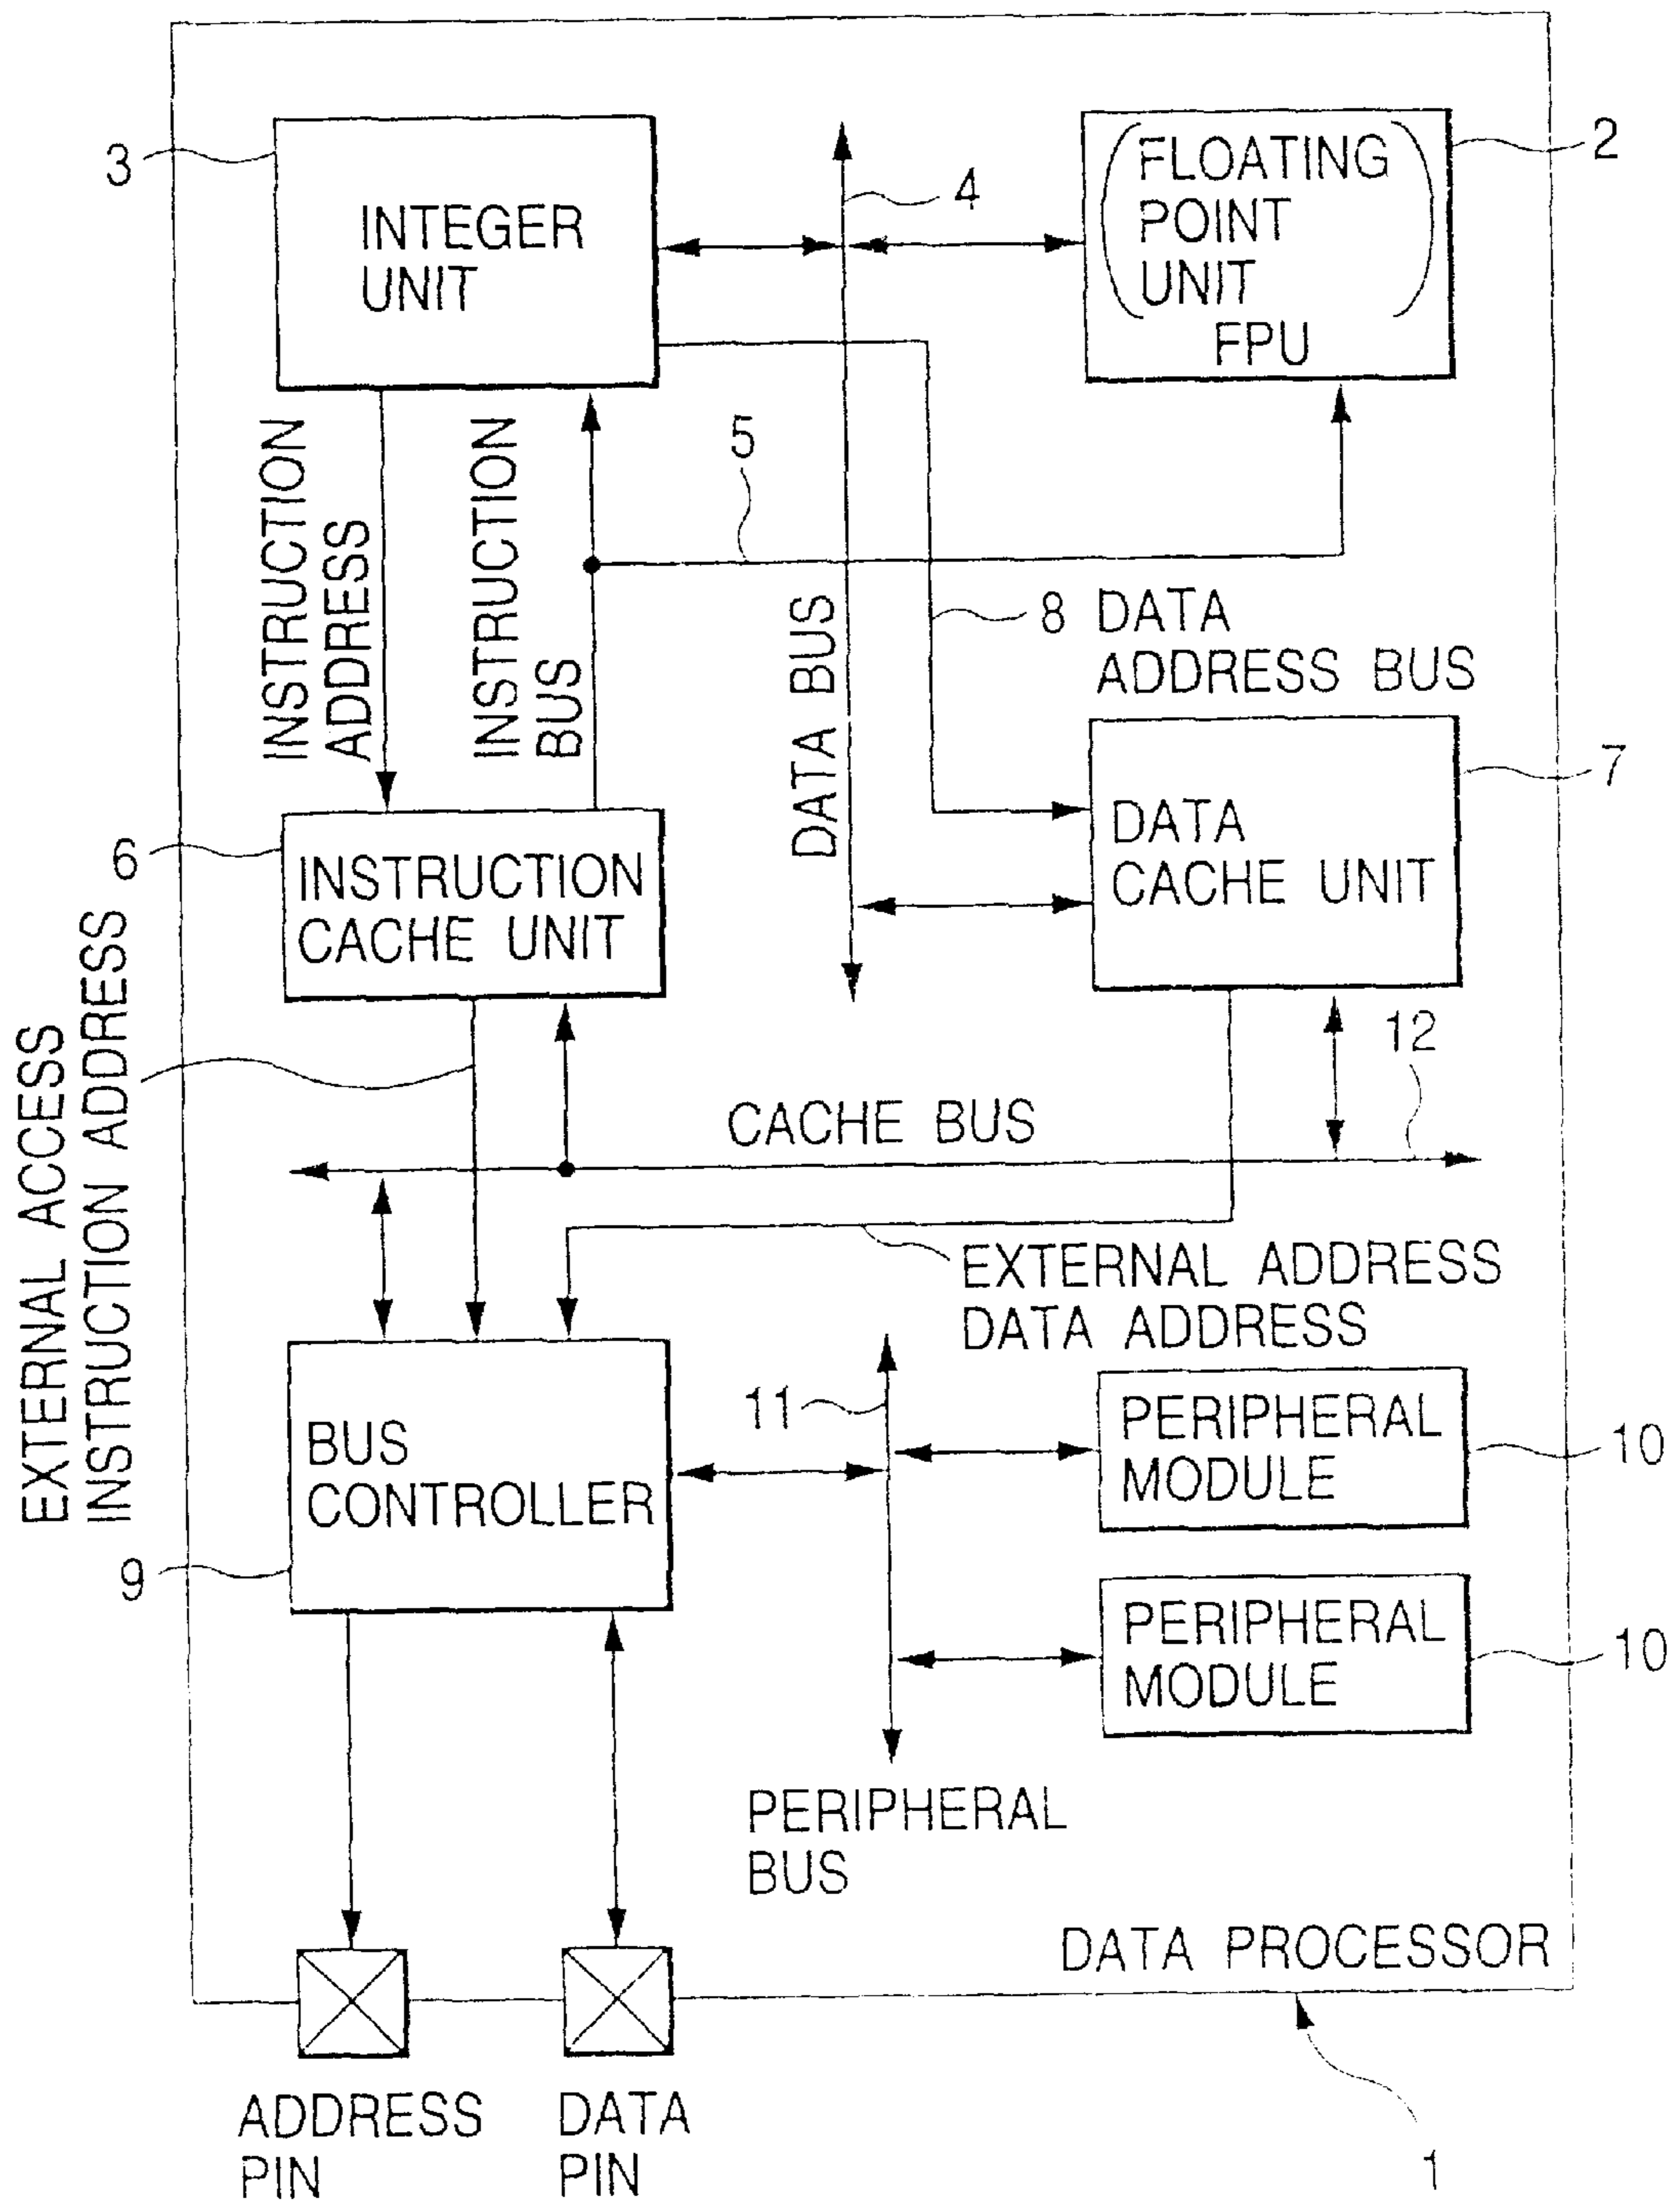 3
INTEGER
UNIT
4
FLOATING
POINT
UNIT
FPU
2
INSTRUCTION
ADDRESS
INSTRUCTION
BUS
5
DATA BUS
8
DATA
ADDRESS BUS
6
INSTRUCTION
CACHE UNIT
DATA
CACHE UNIT
7
EXTERNAL ACCESS
INSTRUCTION ADDRESS
12
CACHE BUS
EXTERNAL ADDRESS
DATA ADDRESS
BUS
CONTROLLER
9
11
PERIPHERAL
MODULE
10
PERIPHERAL
MODULE
10
PERIPHERAL
BUS
DATA PROCESSOR
ADDRESS
PIN
DATA
PIN
1